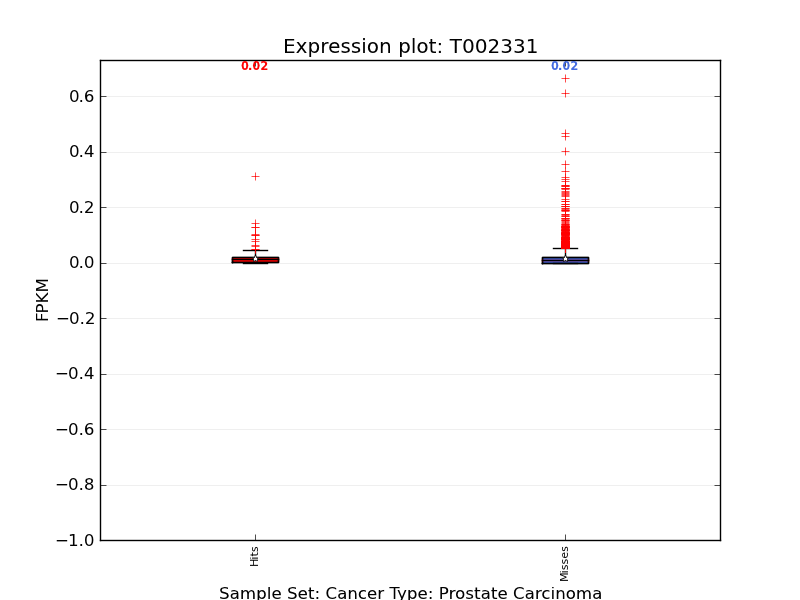 Expression plot: T002331
0.02
0.02
0.6
0.4
0.2
0.0
−0.2
−0.4
−0.6
−0.8
−1.0
FPKM
Hits
Misses
Sample Set: Cancer Type: Prostate Carcinoma